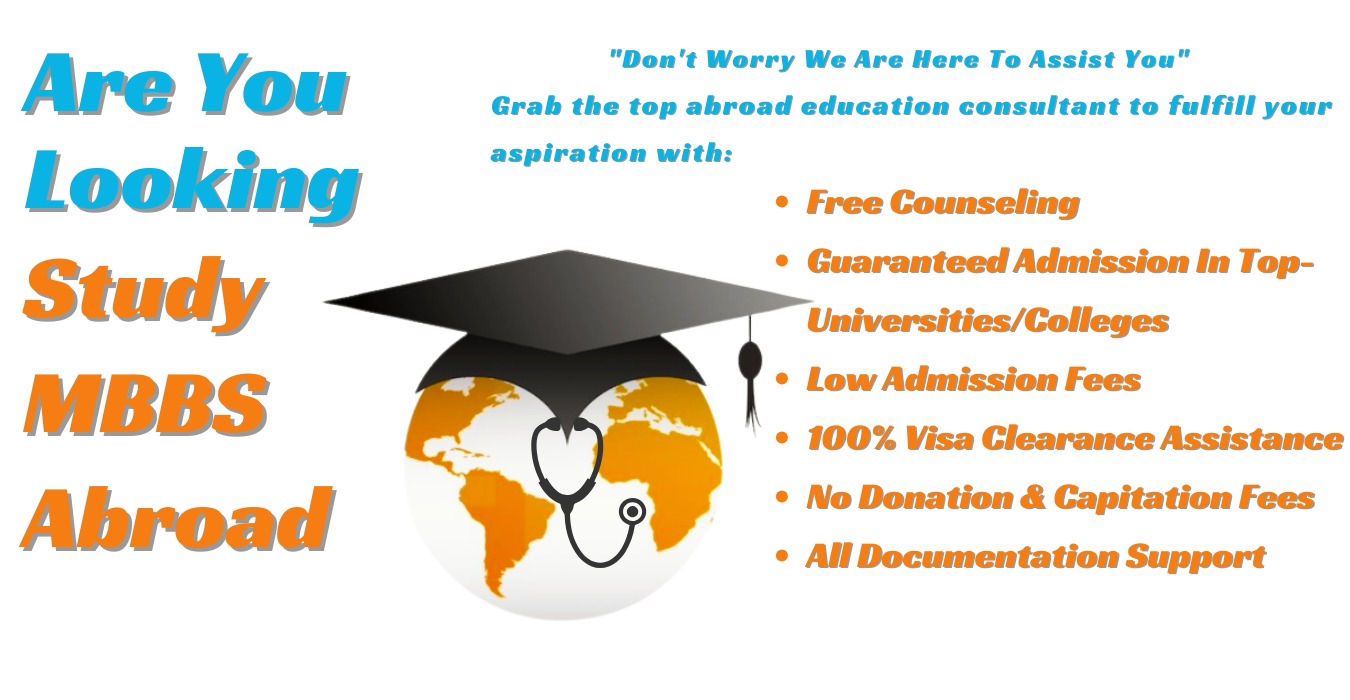 Are You
Looking
Study
MBBS
Abroad
"Don't Worry We Are Here To Assist You"
Grab the top abroad education consultant to fulfill your
aspiration with:
• Free Counseling
• Guaranteed Admission In Top-
Universities/Colleges
• Low Admission Fees
• 100% Visa Clearance Assistance
• No Donation & Capitation Fees
• All Documentation Support